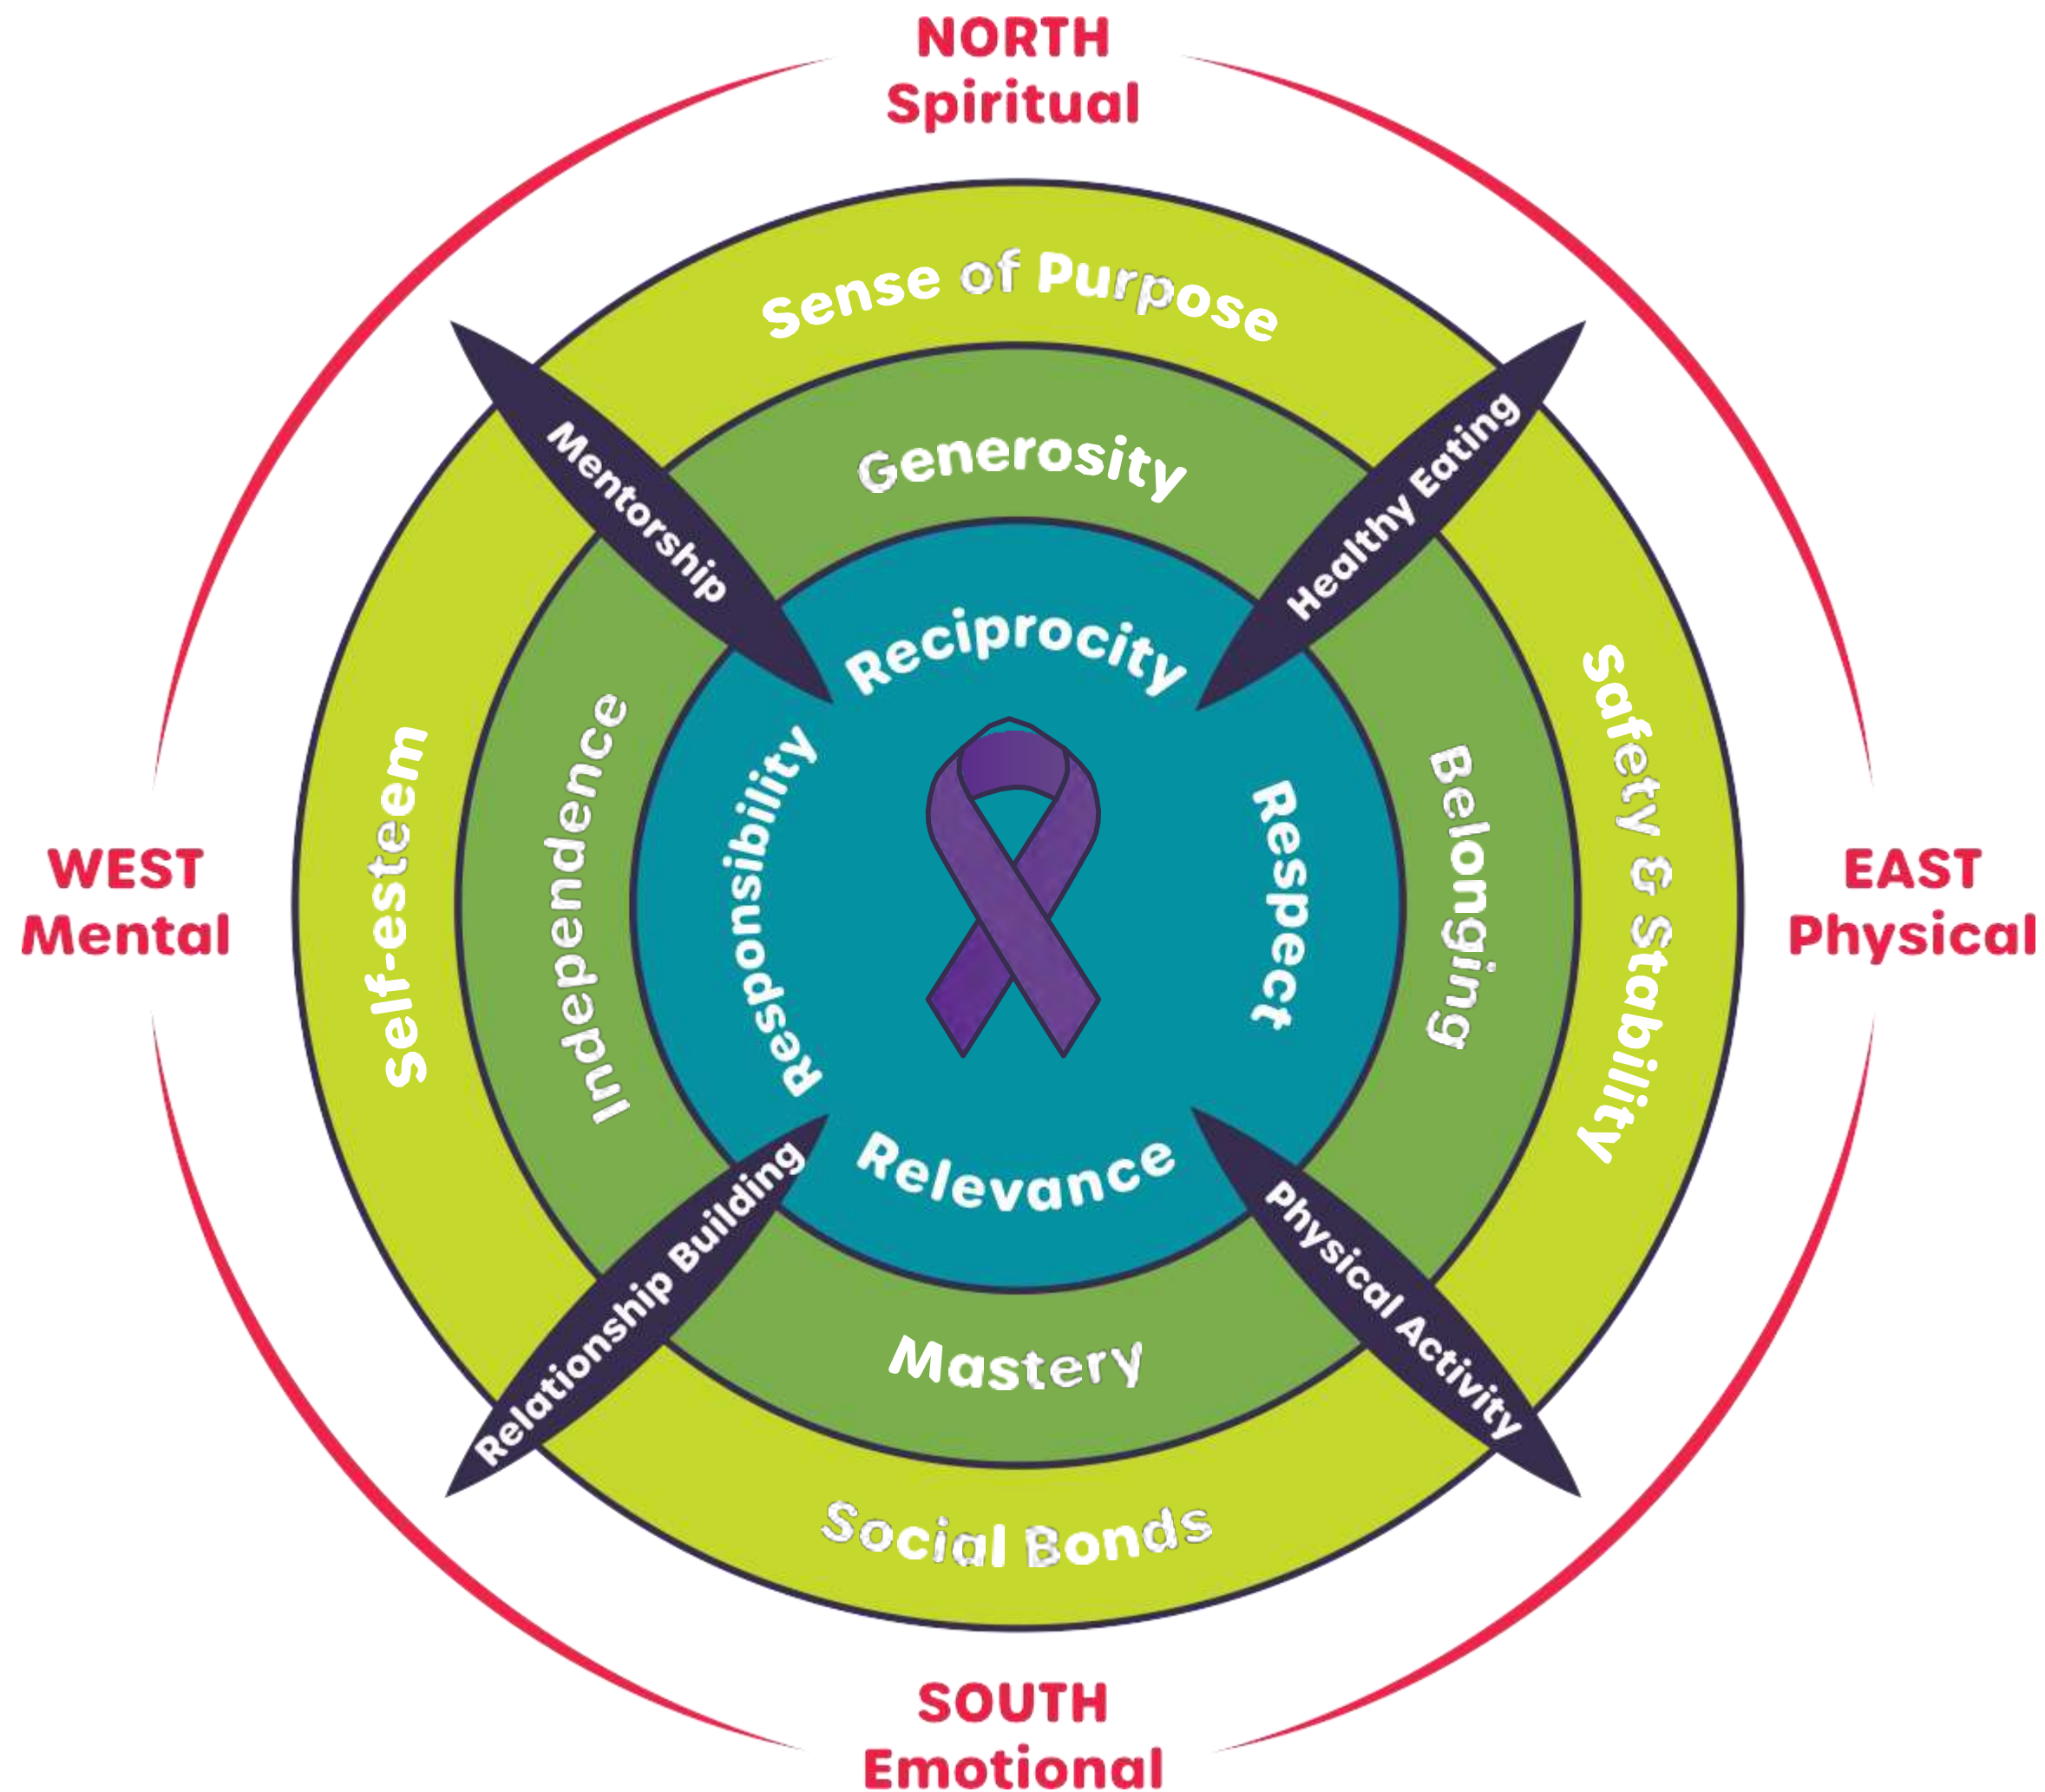 NORTH
Spiritual
Sense of Purpose
Generosity
Reciprocity
Mentorship
Healthy Eating
WEST
Mental
Self-esteem
Independence
Responsibility
Respect
Belonging
Safety & Stability
EAST
Physical
Relevance
Relationship Building
Physical Activity
Mastery
Social Bonds
SOUTH
Emotional